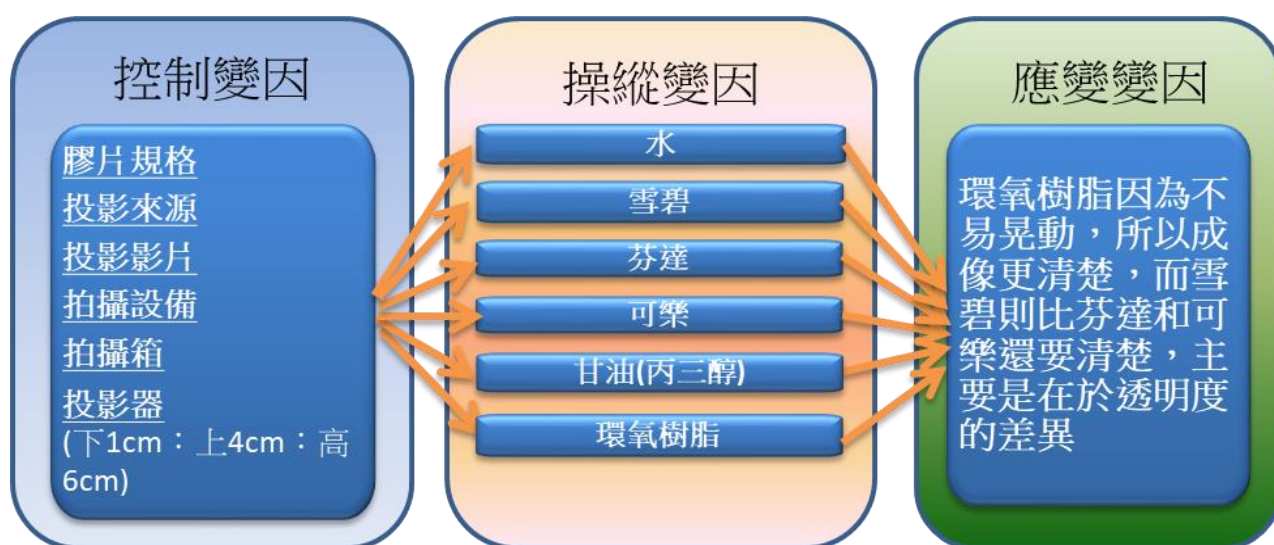 控制變因
膠片規格
投影來源
投影影片
拍攝設備
拍攝箱
投影器
(下1cm：上4cm：高
6cm)
操縱變因
水
雪碧
芬達
可樂
甘油(丙三醇)
環氧樹脂
應變變因
環氧樹脂因為不
易晃動，所以成
像更清楚，而雪
碧則比芬達和可
樂還要清楚，主
要是在於透明度
的差異